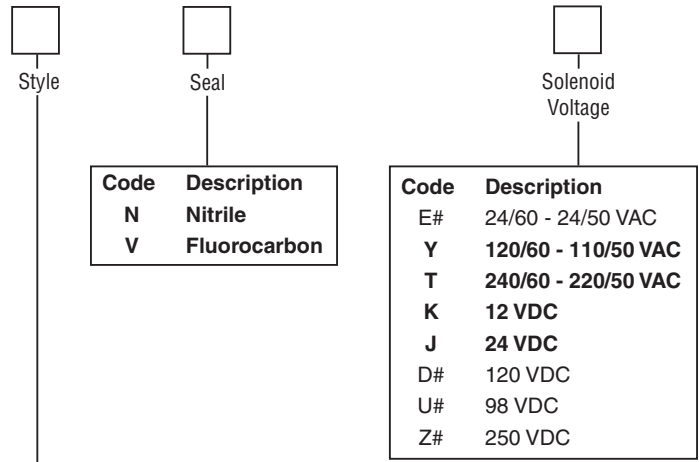 Style
Seal
Solenoid
Voltage
Code Description
N Nitrile
V Fluorocarbon
Code Description
E# 24/60 - 24/50 VAC
Y 120/60 - 110/50 VAC
T 240/60 - 220/50 VAC
K 12 VDC
J 24 VDC
D# 120 VDC
U# 98 VDC
Z# 250 VDC